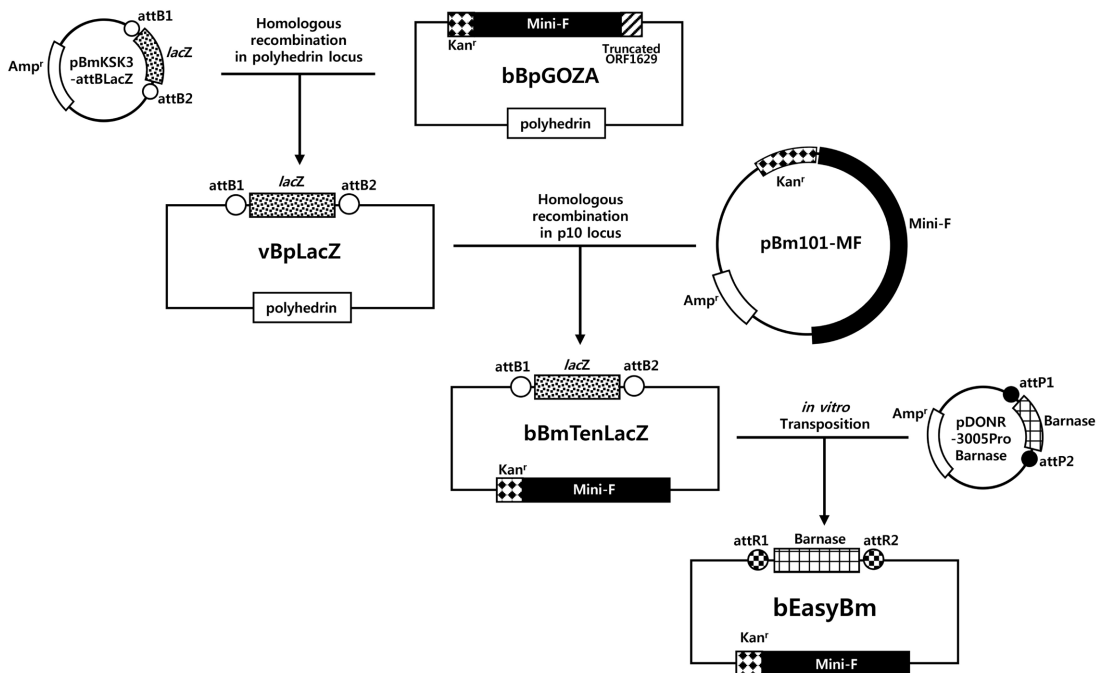 attB1
lacZ
pBmKSK3
-attBLacZ
Ampʳ
attB2
Homologous
recombination
in polyhedrin locus
Mini-F
Kanʳ
Truncated
ORF1629
bBpGOZA
polyhedrin
attB1
lacZ
attB2
vBpLacZ
polyhedrin
Homologous
recombination
in p10 locus
Kanʳ
Mini-F
pBm101-MF
Ampʳ
attB1
lacZ
attB2
bBmTenLacZ
Kanʳ
Mini-F
in vitro
Transposition
attP1
Ampʳ
pDONR
-3005Pro
Barnase
Barnase
attP2
attR1
Barnase
attR2
bEasyBm
Kanʳ
Mini-F